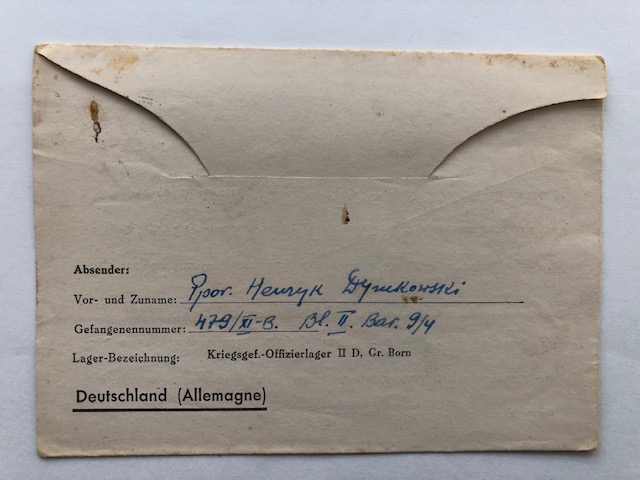 Absender:
Vor- und Zuname: Ppor. Henryk Dymkowski
Gefangenennummer: 479/XI-B. Bl. II. Bar. 9/4
Lager-Bezeichnung: Kriegsgef.-Offizierlager II D, Gr. Born
Deutschland (Allemagne)